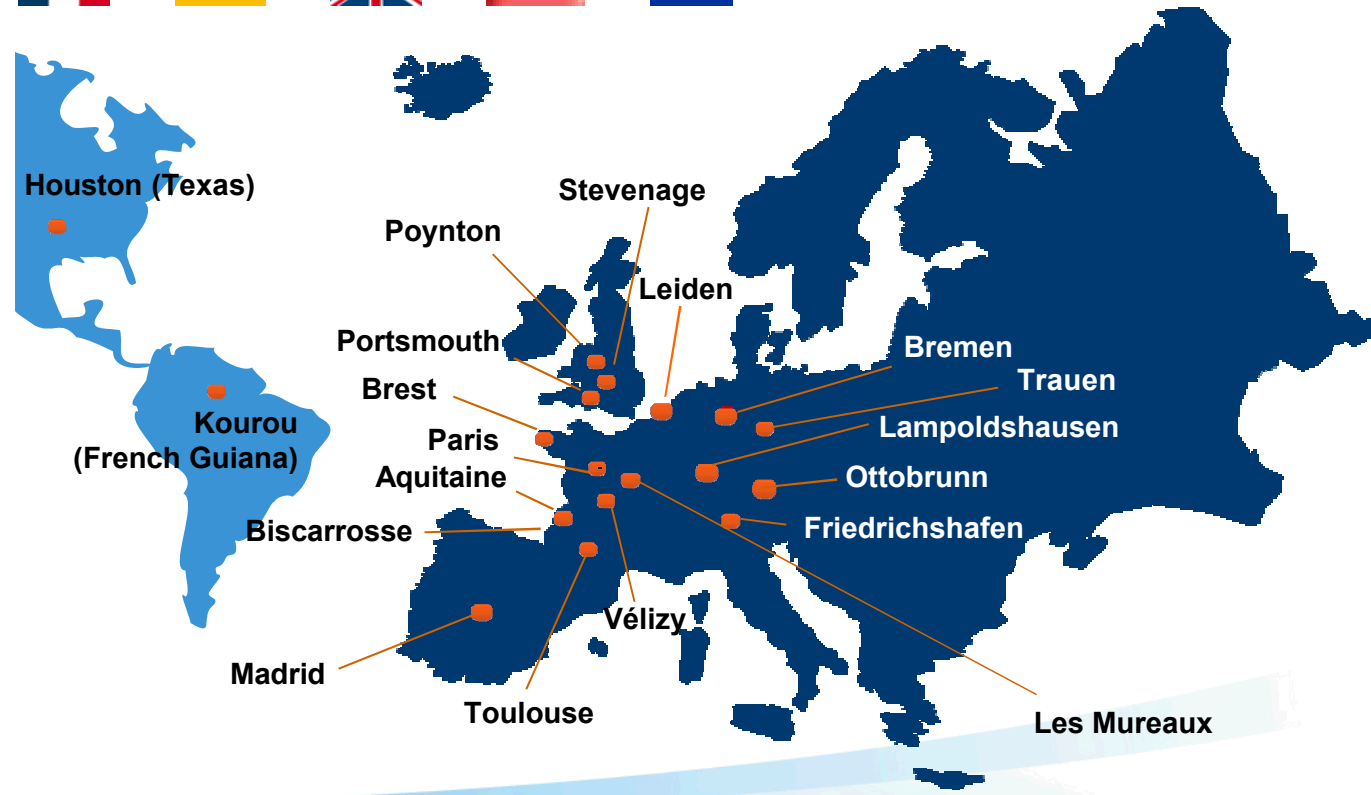 Houston (Texas)
Stevenage
Poynton
Leiden
Portsmouth
Bremen
Brest
Trauen
Kourou
(French Guiana)
Paris
Lampoldshausen
Aquitaine
Ottobrunn
Biscarrosse
Friedrichshafen
Vélizy
Madrid
Toulouse
Les Mureaux